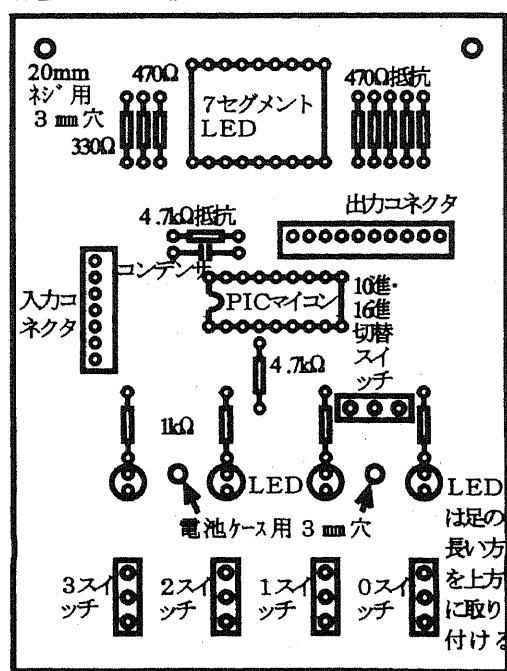 20mm
ネジ用
3mm穴
470Ω
330Ω
7セグメント
LED
470Ω抵抗
4.7kΩ抵抗
コンデンサ
出力コネクタ
入力コ
ネクタ
PICマイコン
10進・
16進
切替
スイ
ッチ
4.7kΩ
1kΩ
LED
電池ケース用3mm穴
LED
は足の
長い方
を上方
に取り
付ける
3スイ
ッチ
2スイ
ッチ
1スイ
ッチ
0スイ
ッチ